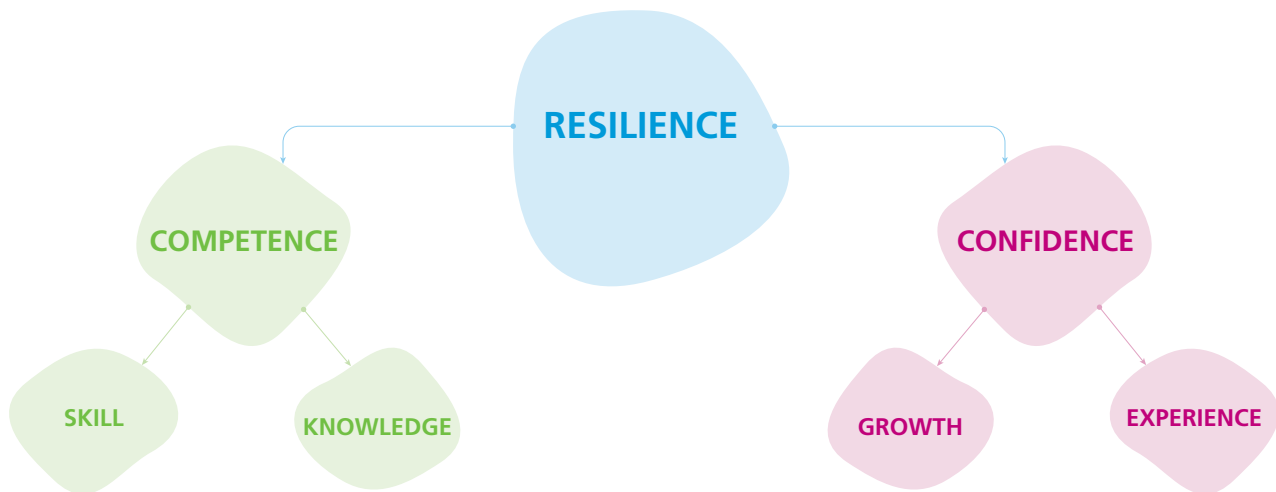 RESILIENCE
COMPETENCE
CONFIDENCE
SKILL
KNOWLEDGE
GROWTH
EXPERIENCE